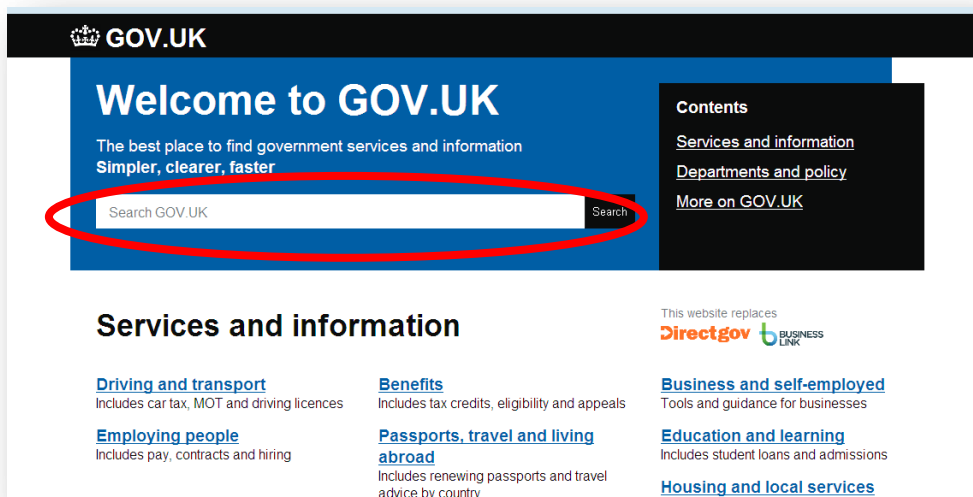 GOV.UK
Welcome to GOV.UK
The best place to find government services and information
Simpler, clearer, faster
Search GOV.UK
Search
Contents
Services and information
Departments and policy
More on GOV.UK
Services and information
This website replaces
Directgov
BUSINESS
LINK
Driving and transport
Includes car tax, MOT and driving licences
Employing people
Includes pay, contracts and hiring
Benefits
Includes tax credits, eligibility and appeals
Passports, travel and living
abroad
Includes renewing passports and travel
advice by country
Business and self-employed
Tools and guidance for businesses
Education and learning
Includes student loans and admissions
Housing and local services